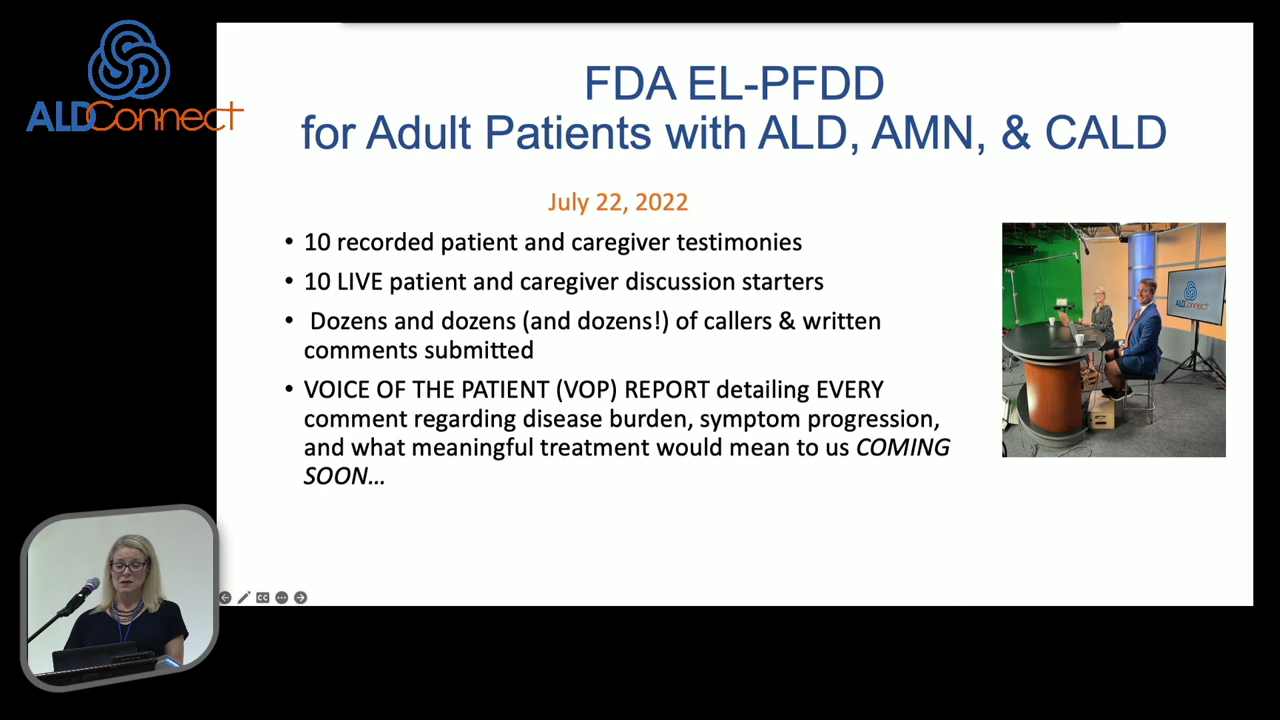 ALDConnect
FDA EL-PFDD
for Adult Patients with ALD, AMN, & CALD
July 22, 2022
• 10 recorded patient and caregiver testimonies
• 10 LIVE patient and caregiver discussion starters
• Dozens and dozens (and dozens!) of callers & written
comments submitted
• VOICE OF THE PATIENT (VOP) REPORT detailing EVERY
comment regarding disease burden, symptom progression,
and what meaningful treatment would mean to us COMING
SOON…
ALDConnect
CC